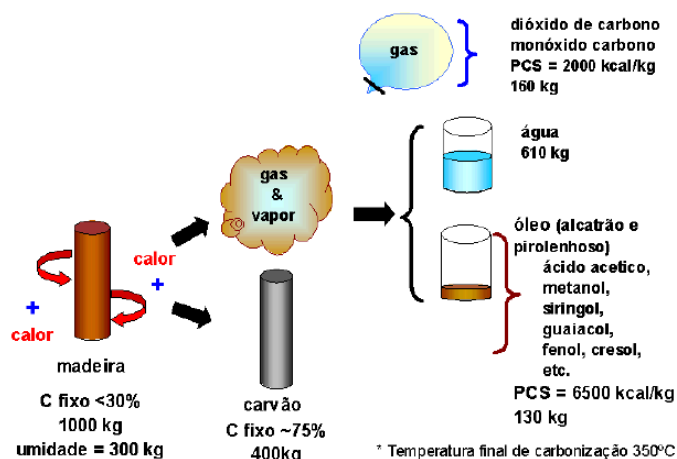 gas
dióxido de carbono
monóxido carbono
PCS = 2000 kcal/kg
160 kg
água
610 kg
gas
&
vapor
óleo (alcatrão e
pirolenhoso)
ácido acetico,
metanol,
siringol,
guaiacol,
fenol, cresol,
etc.
PCS = 6500 kcal/kg
130 kg
calor
+
+
calor
madeira
C fixo <30%
1000 kg
umidade = 300 kg
carvão
C fixo ~75%
400kg
* Temperatura final de carbonização 350ºC